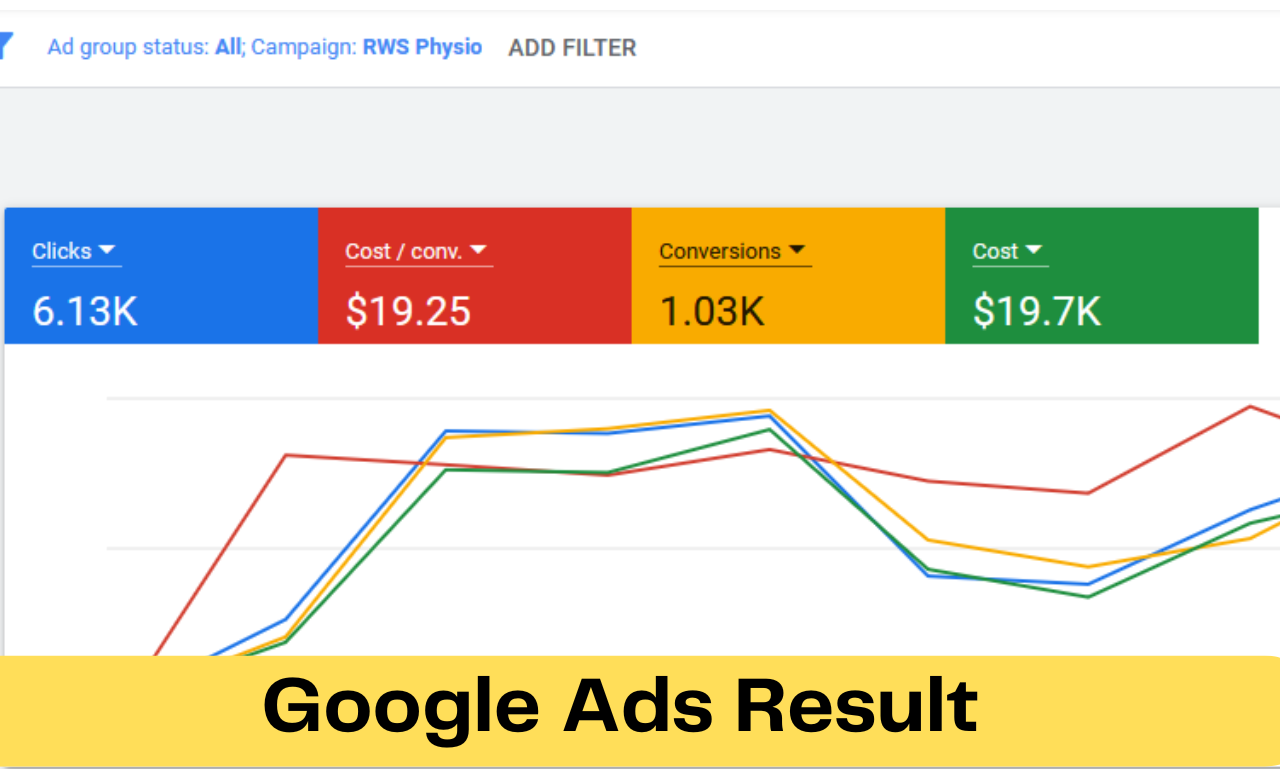 Ad group status: All; Campaign: RWS Physio ADD FILTER
Clicks Cost / conv. Conversions Cost
6.13K $19.25 1.03K $19.7K
Google Ads Result